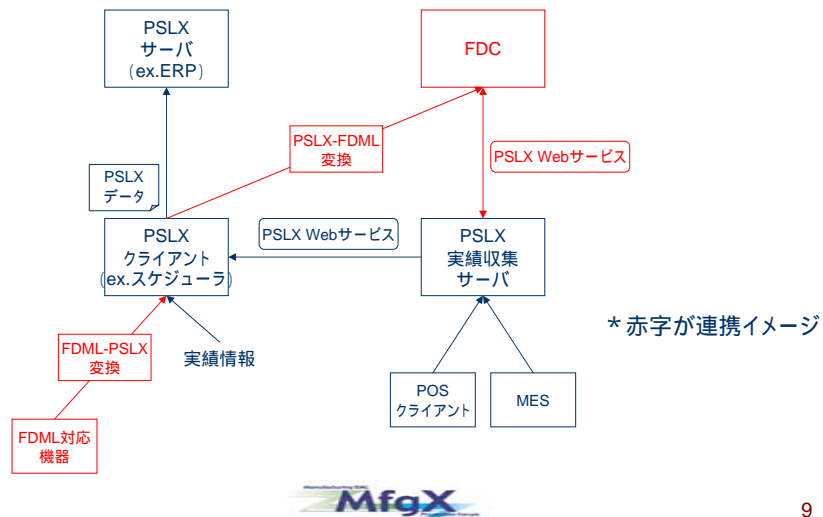 PSLX
サーバ
(ex.ERP)
FDC
PSLX-FDML
変換
PSLX Webサービス
PSLX
データ
PSLX
クライアント
(ex.スケジューラ)
PSLX Webサービス
PSLX
実績収集
サーバ
*赤字が連携イメージ
FDML-PSLX
変換
実績情報
POS
クライアント
MES
FDML対応
機器
MfgX
9